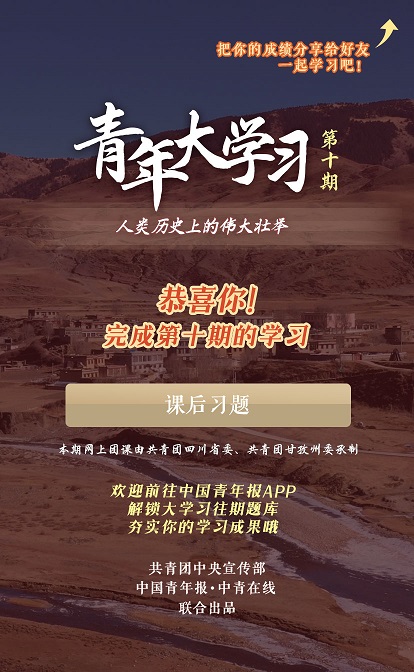 把你的成绩分享给好友
一起学习吧！
青年大学习
第十期
人类历史上的伟大壮举
恭喜你！
完成第十期的学习
课后习题
本期网上团课由共青团四川省委、共青团甘孜州委承制
欢迎前往中国青年报APP
解锁大学习往期题库
夯实你的学习成果哦
共青团中央宣传部
中国青年报·中青在线
联合出品